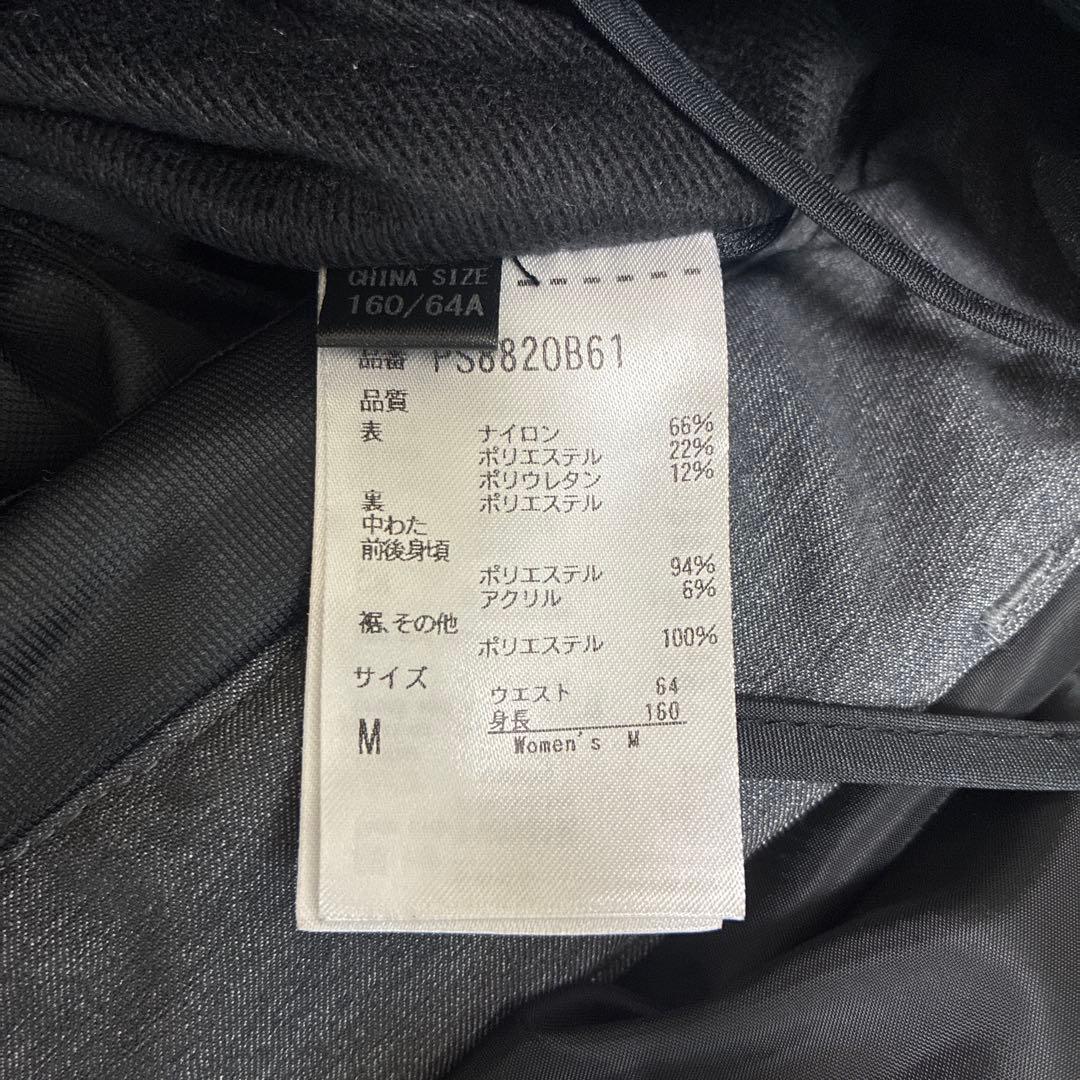 CHINA SIZE
160/64A
品番 PS8820B61
品質
表 ナイロン 66%
ポリエステル 22%
ポリウレタン 12%
裏 ポリエステル
中わた
前後身頃
ポリエステル 94%
アクリル 6%
裾、その他
ポリエステル 100%
サイズ
ウエスト 64
身長 160
M
Women's M